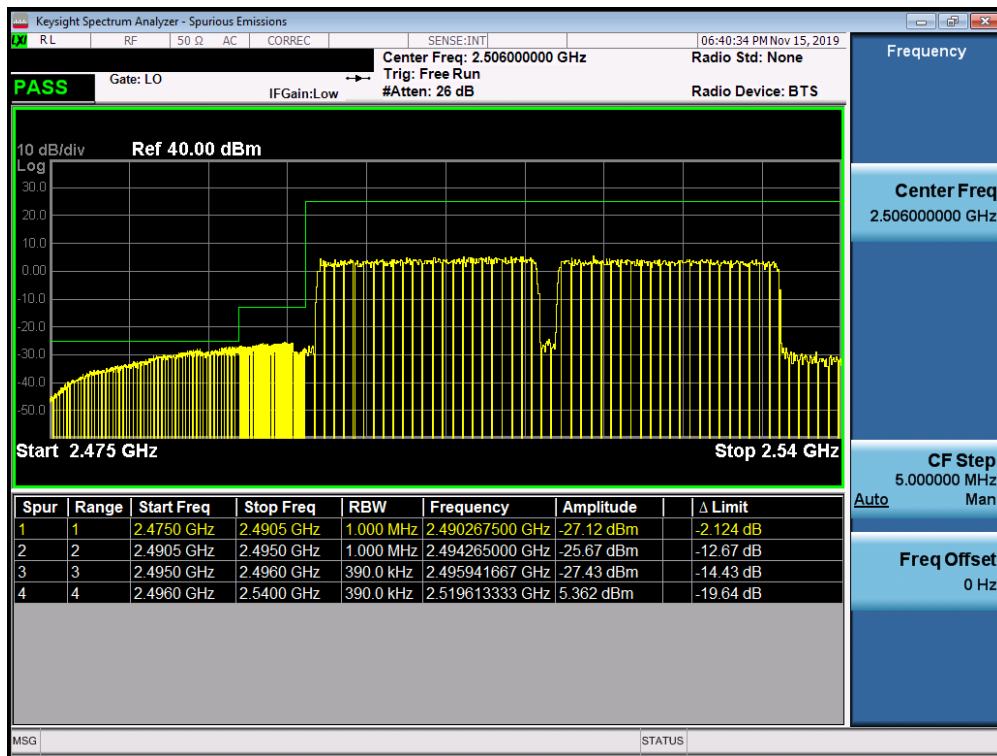 Keysight Spectrum Analyzer - Spurious Emissions
LXI RL RF 50 Ω AC CORREC SENSE:INT 06:40:34 PM Nov 15, 2019
Center Freq: 2.506000000 GHz Radio Std: None
PASS Gate: LO Trig: Free Run
IFGain:Low #Atten: 26 dB Radio Device: BTS
10 dB/div Ref 40.00 dBm
Log
30.0
20.0
10.0
0.00
-10.0
-20.0
-30.0
-40.0
-50.0
Start 2.475 GHz Stop 2.54 GHz
Spur Range Start Freq Stop Freq RBW Frequency Amplitude Δ Limit
1 1 2.4750 GHz 2.4905 GHz 1.000 MHz 2.490267500 GHz -27.12 dBm -2.124 dB
2 2 2.4905 GHz 2.4950 GHz 1.000 MHz 2.494265000 GHz -25.67 dBm -12.67 dB
3 3 2.4950 GHz 2.4960 GHz 390.0 kHz 2.495941667 GHz -27.43 dBm -14.43 dB
4 4 2.4960 GHz 2.5400 GHz 390.0 kHz 2.519613333 GHz 5.362 dBm -19.64 dB
MSG STATUS
Frequency
Center Freq
2.506000000 GHz
CF Step
5.000000 MHz
Auto Man
Freq Offset
0 Hz